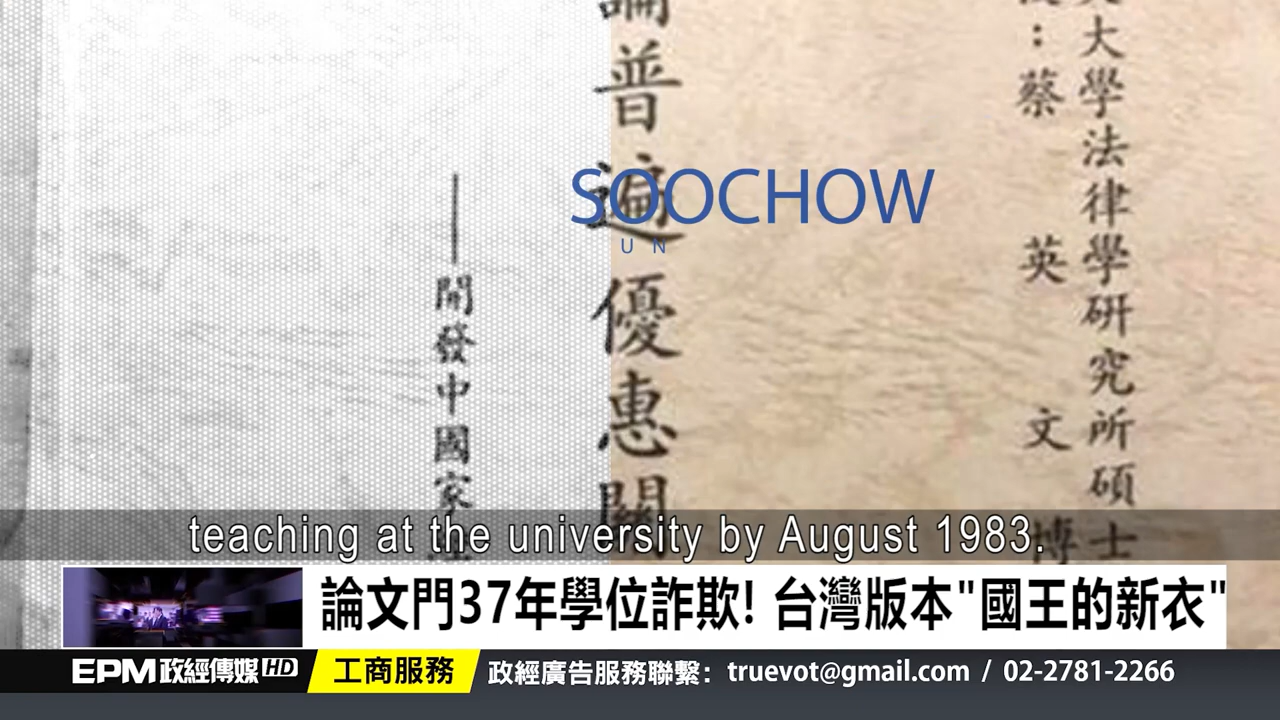 大學法律學研究所碩士
：蔡英文博
論普遍優惠關
──開發中國家
SOOCHOW
U N
teaching at the university by August 1983.
論文門37年學位詐欺! 台灣版本"國王的新衣"
EPM政經傳媒HD
工商服務
政經廣告服務聯繫：truevot@gmail.com / 02-2781-2266